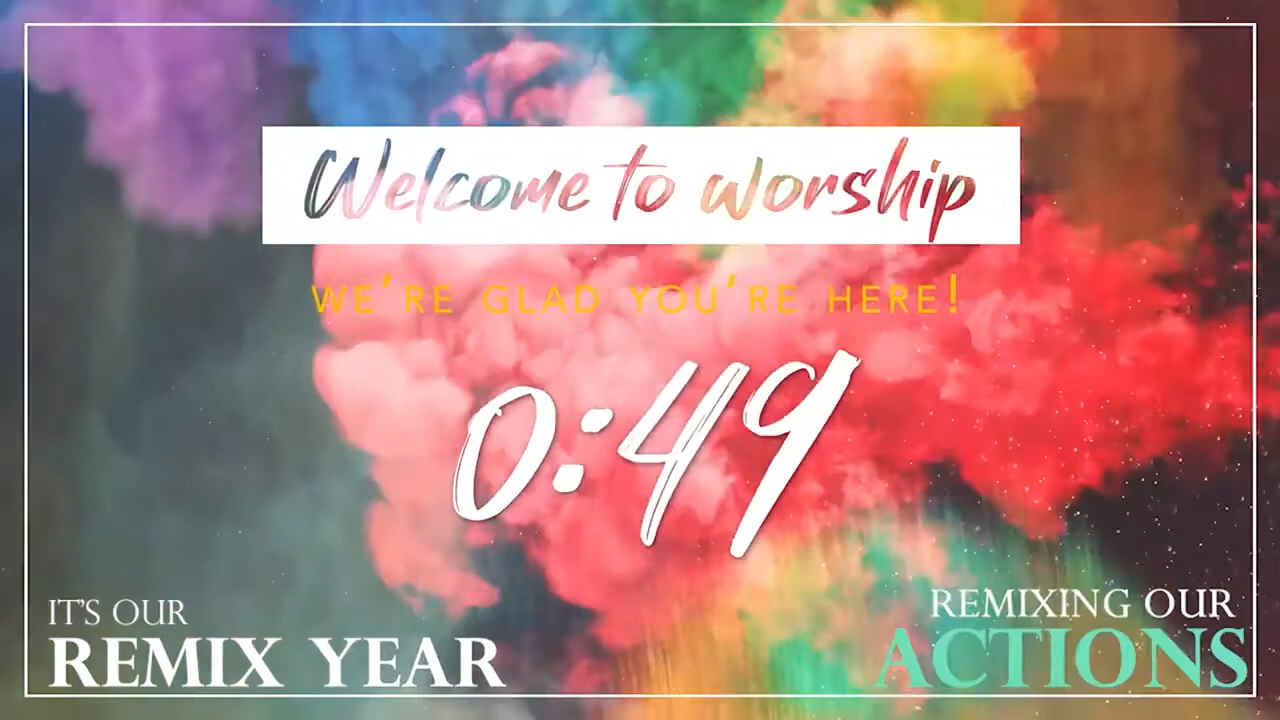 Welcome to worship
WE'RE GLAD YOU'RE HERE!
0:49
IT'S OUR
REMIX YEAR
REMIXING OUR
ACTIONS